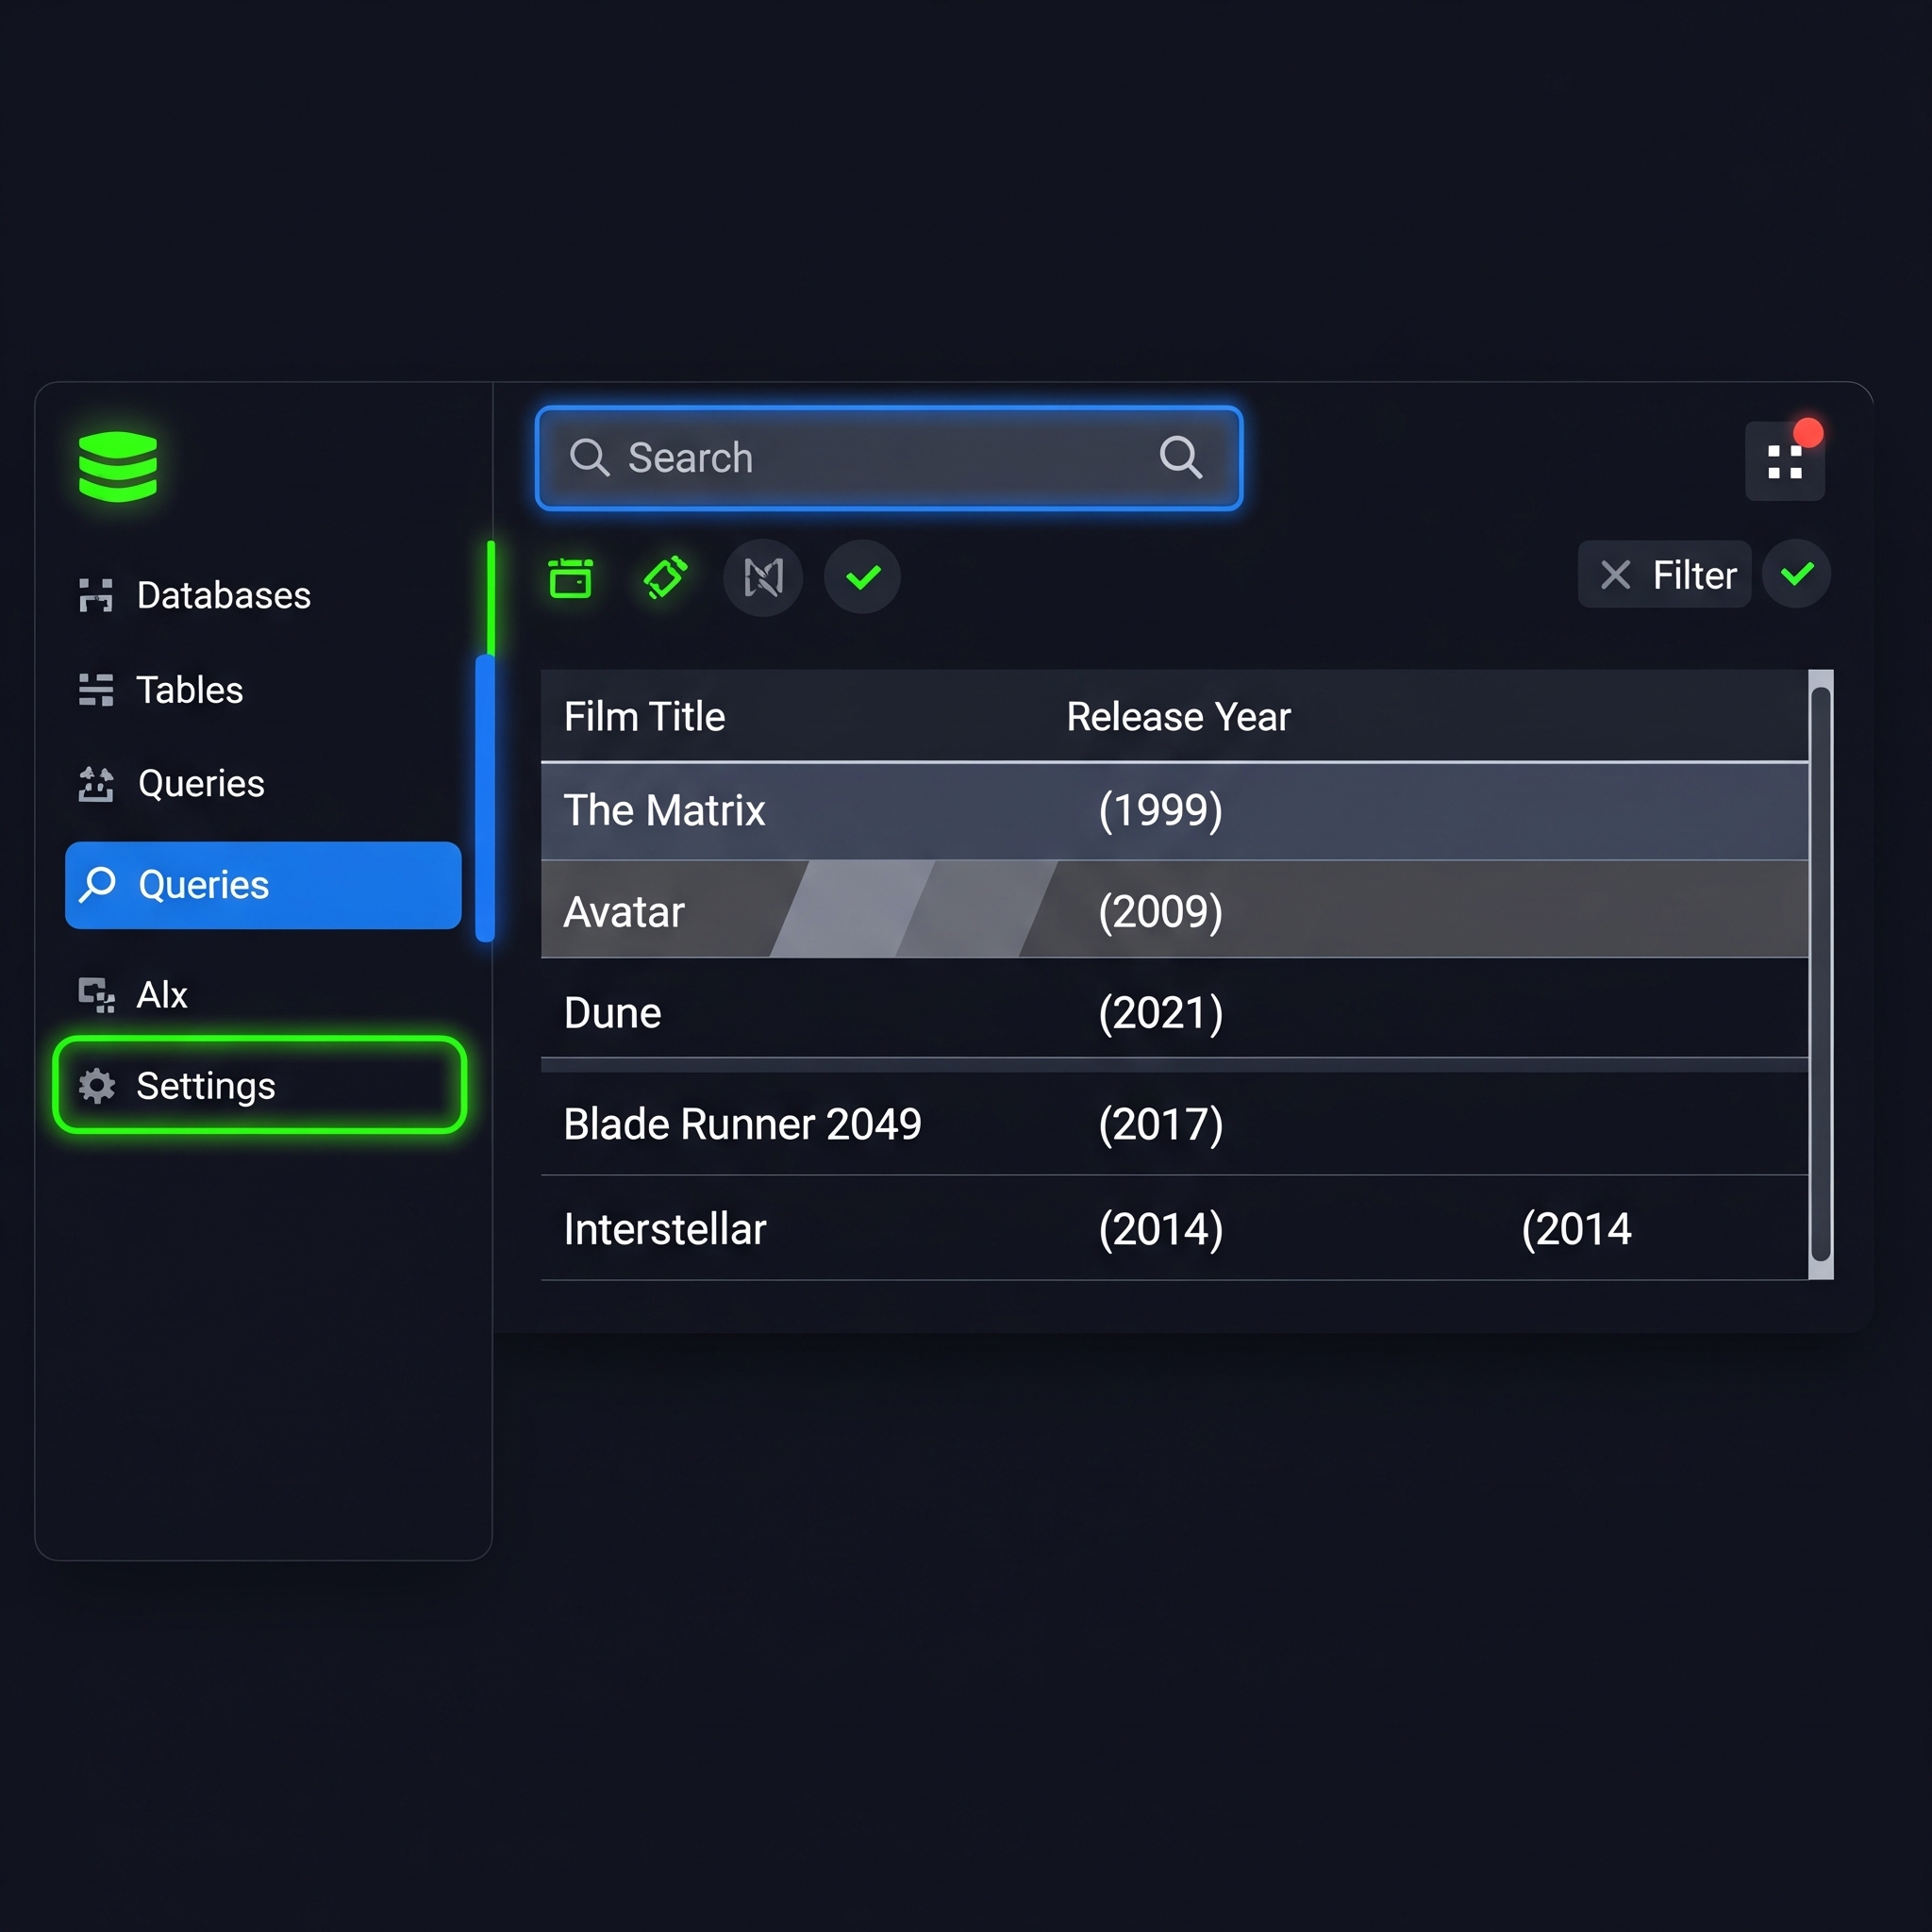 Search
Databases
Tables
Queries
Queries
Alx
Settings
Filter
Film Title Release Year
The Matrix (1999)
Avatar (2009)
Dune (2021)
Blade Runner 2049 (2017)
Interstellar (2014) (2014